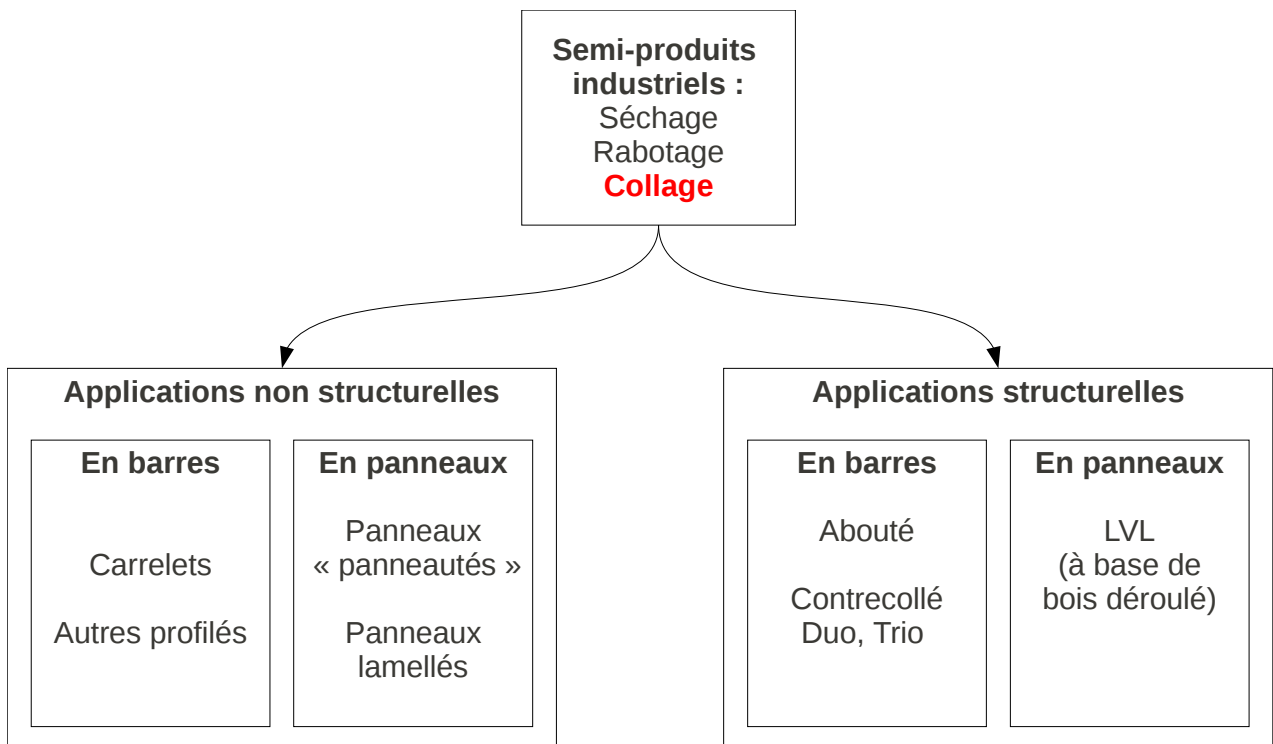 Semi-produits
industriels :
Séchage
Rabotage
Collage
Applications non structurelles
En barres
Carrelets
Autres profilés
En panneaux
Panneaux
« panneautés »
Panneaux
lamellés
Applications structurelles
En barres
Abouté
Contrecollé
Duo, Trio
En panneaux
LVL
(à base de
bois déroulé)